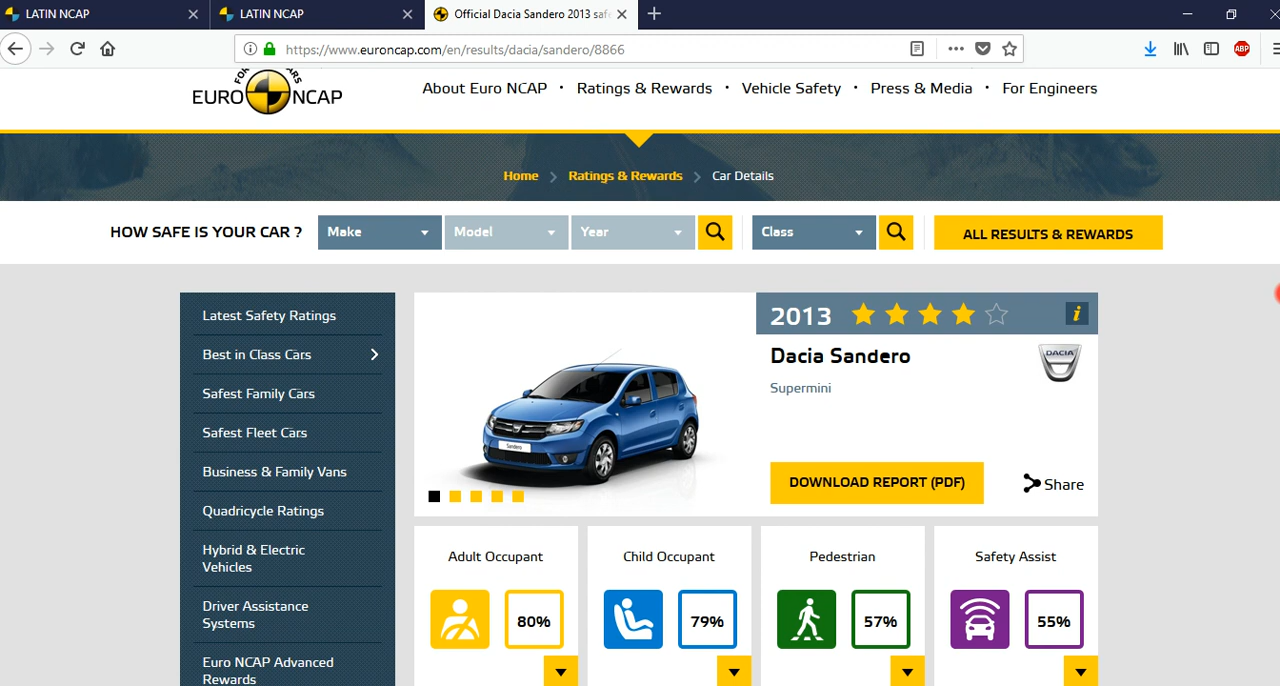 LATIN NCAP
LATIN NCAP
Official Dacia Sandero 2013 saf
https://www.euroncap.com/en/results/dacia/sandero/8866
ABP
FOR
CARS
EURO NCAP
About Euro NCAP • Ratings & Rewards • Vehicle Safety • Press & Media • For Engineers
Home > Ratings & Rewards > Car Details
HOW SAFE IS YOUR CAR ?
Make
Model
Year
Class
ALL RESULTS & REWARDS
Latest Safety Ratings
Best in Class Cars
Safest Family Cars
Safest Fleet Cars
Business & Family Vans
Quadricycle Ratings
Hybrid & Electric
Vehicles
Driver Assistance
Systems
Euro NCAP Advanced
Rewards
Sandero
2013
i
Dacia Sandero
DACIA
Supermini
DOWNLOAD REPORT (PDF)
Share
Adult Occupant
80%
Child Occupant
79%
Pedestrian
57%
Safety Assist
55%